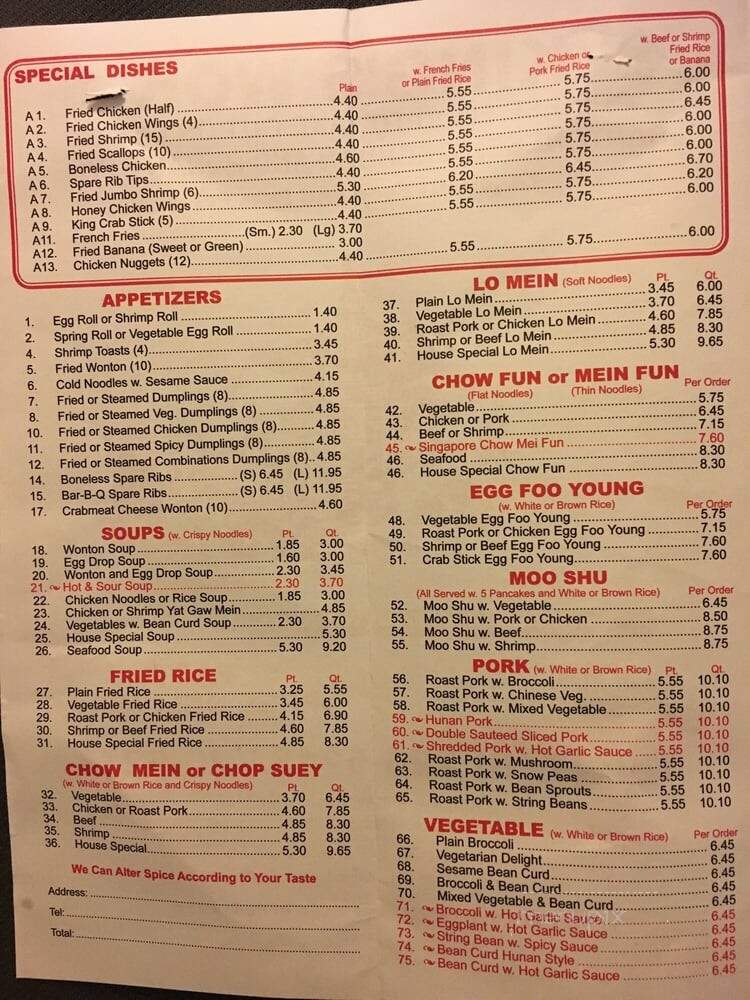 SPECIAL DISHES
Plain
w. French Fries
or Plain Fried Rice
w. Chicken or
Pork Fried Rice
w. Beef or Shrimp
Fried Rice
or Banana
A 1. Fried Chicken (Half) 4.40 5.55 5.75 6.00
A 2. Fried Chicken Wings (4) 4.40 5.55 5.75 6.00
A 3. Fried Shrimp (15) 4.40 5.55 5.75 6.45
A 4. Fried Scallops (10) 4.40 5.55 5.75 6.00
A 5. Boneless Chicken 4.60 5.55 5.75 6.00
A 6. Spare Rib Tips 4.40 5.55 5.75 6.00
A 7. Fried Jumbo Shrimp (6) 5.30 6.20 6.45 6.70
A 8. Honey Chicken Wings 4.40 5.55 5.75 6.20
A 9. King Crab Stick (5) 4.40 5.55 5.75 6.00
A11. French Fries (Sm.) 2.30 (Lg) 3.70
A12. Fried Banana (Sweet or Green) 3.00
A13. Chicken Nuggets (12) 4.40 5.55 5.75 6.00
APPETIZERS
1. Egg Roll or Shrimp Roll 1.40
2. Spring Roll or Vegetable Egg Roll 1.40
4. Shrimp Toasts (4) 3.45
5. Fried Wonton (10) 3.70
6. Cold Noodles w. Sesame Sauce 4.15
7. Fried or Steamed Dumplings (8) 4.85
8. Fried or Steamed Veg. Dumplings (8) 4.85
10. Fried or Steamed Chicken Dumplings (8) 4.85
11. Fried or Steamed Spicy Dumplings (8) 4.85
12. Fried or Steamed Combinations Dumplings (8) 4.85
14. Boneless Spare Ribs (S) 6.45 (L) 11.95
15. Bar-B-Q Spare Ribs (S) 6.45 (L) 11.95
17. Crabmeat Cheese Wonton (10) 4.60
SOUPS (w. Crispy Noodles) Pt. Qt.
18. Wonton Soup 1.85 3.00
19. Egg Drop Soup 1.60 3.00
20. Wonton and Egg Drop Soup 2.30 3.45
21. Hot & Sour Soup 2.30 3.70
22. Chicken Noodles or Rice Soup 1.85 3.00
23. Chicken or Shrimp Yat Gaw Mein 4.85
24. Vegetables w. Bean Curd Soup 2.30 3.70
25. House Special Soup 5.30
26. Seafood Soup 5.30 9.20
FRIED RICE Pt. Qt.
27. Plain Fried Rice 3.25 5.55
28. Vegetable Fried Rice 3.45 6.00
29. Roast Pork or Chicken Fried Rice 4.15 6.90
30. Shrimp or Beef Fried Rice 4.60 7.85
31. House Special Fried Rice 4.85 8.30
CHOW MEIN or CHOP SUEY
(w. White or Brown Rice and Crispy Noodles) Pt. Qt.
32. Vegetable 3.70 6.45
33. Chicken or Roast Pork 4.60 7.85
34. Beef 4.85 8.30
35. Shrimp 4.85 8.30
36. House Special 5.30 9.65
We Can Alter Spice According to Your Taste
Address:
Tel:
Total:
LO MEIN (Soft Noodles) Pt. Qt.
37. Plain Lo Mein 3.45 6.00
38. Vegetable Lo Mein 3.70 6.45
39. Roast Pork or Chicken Lo Mein 4.60 7.85
40. Shrimp or Beef Lo Mein 4.85 8.30
41. House Special Lo Mein 5.30 9.65
CHOW FUN or MEIN FUN
(Flat Noodles) (Thin Noodles) Per Order
42. Vegetable 5.75
43. Chicken or Pork 6.45
44. Beef or Shrimp 7.15
45. Singapore Chow Mei Fun 7.60
46. Seafood 8.30
46. House Special Chow Fun 8.30
EGG FOO YOUNG
(w. White or Brown Rice) Per Order
48. Vegetable Egg Foo Young 5.75
49. Roast Pork or Chicken Egg Foo Young 7.15
50. Shrimp or Beef Egg Foo Young 7.60
51. Crab Stick Egg Foo Young 7.60
MOO SHU
(All Served w. 5 Pancakes and White or Brown Rice) Per Order
52. Moo Shu w. Vegetable 6.45
53. Moo Shu w. Pork or Chicken 8.50
54. Moo Shu w. Beef 8.75
55. Moo Shu w. Shrimp 8.75
PORK (w. White or Brown Rice) Pt. Qt.
56. Roast Pork w. Broccoli 5.55 10.10
57. Roast Pork w. Chinese Veg. 5.55 10.10
58. Roast Pork w. Mixed Vegetable 5.55 10.10
59. Hunan Pork 5.55 10.10
60. Double Sauteed Sliced Pork 5.55 10.10
61. Shredded Pork w. Hot Garlic Sauce 5.55 10.10
62. Roast Pork w. Mushroom 5.55 10.10
63. Roast Pork w. Snow Peas 5.55 10.10
64. Roast Pork w. Bean Sprouts 5.55 10.10
65. Roast Pork w. String Beans 5.55 10.10
VEGETABLE (w. White or Brown Rice) Per Order
66. Plain Broccoli 6.45
67. Vegetarian Delight 6.45
68. Sesame Bean Curd 6.45
69. Broccoli & Bean Curd 6.45
70. Mixed Vegetable & Bean Curd 6.45
71. Broccoli w. Hot Garlic Sauce 6.45
72. Eggplant w. Hot Garlic Sauce 6.45
73. String Bean w. Spicy Sauce 6.45
74. Bean Curd Hunan Style 6.45
75. Bean Curd w. Hot Garlic Sauce 6.45